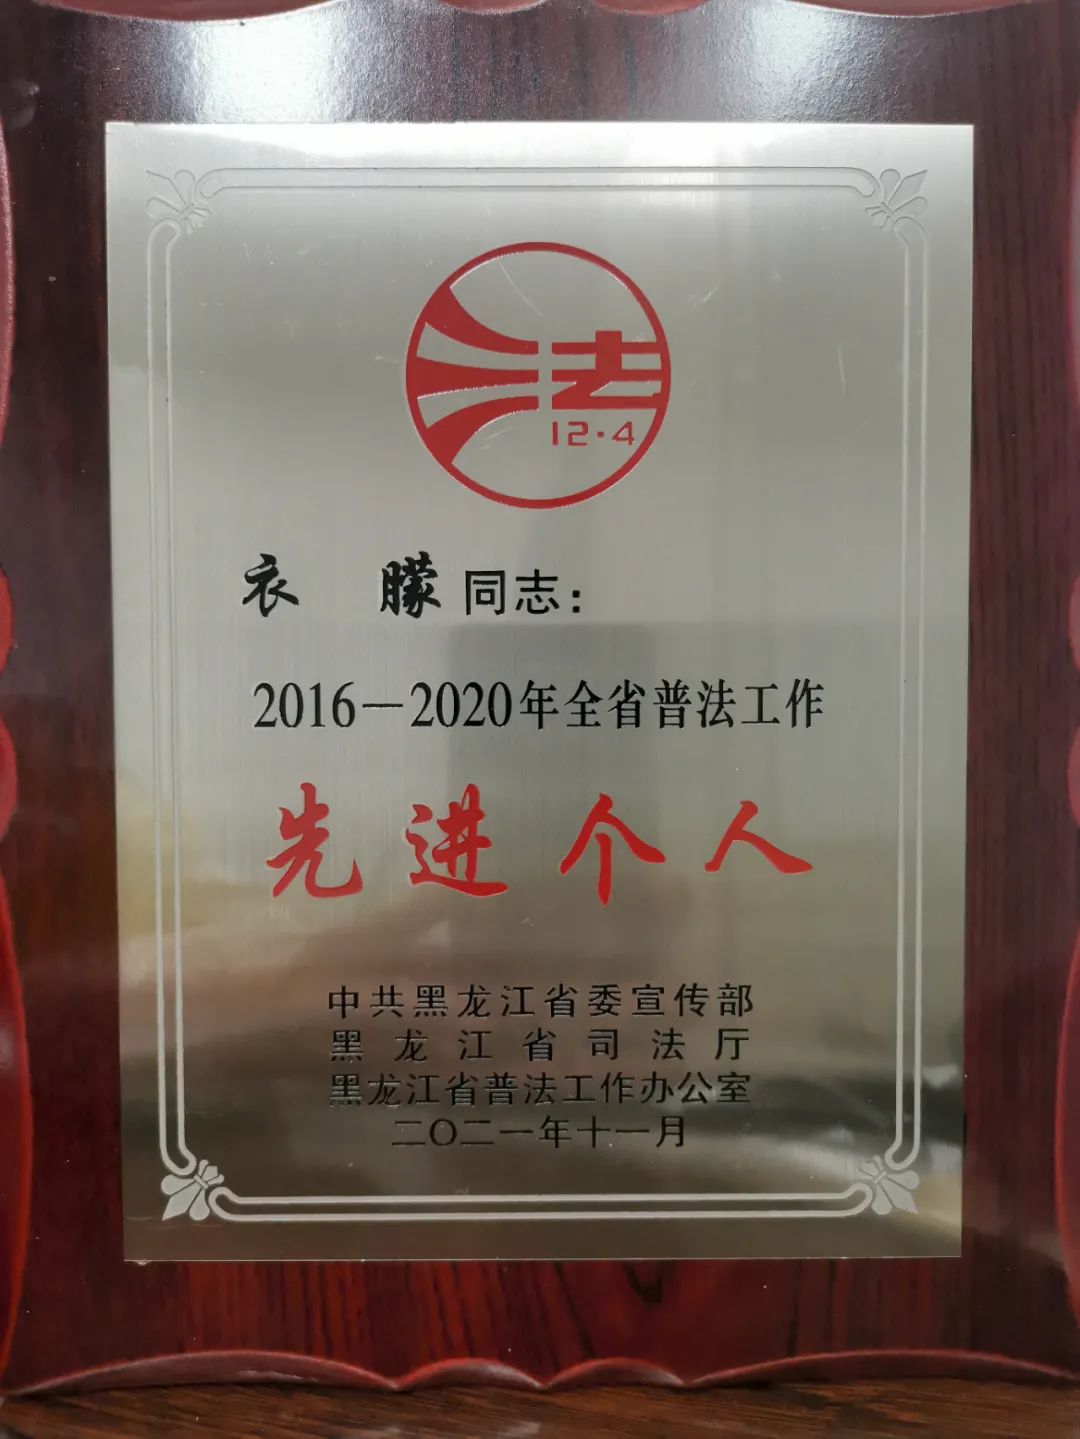 法
12·4
衣 朦 同志：
2016—2020年全省普法工作
先进个人
中共黑龙江省委宣传部
黑龙江省司法厅
黑龙江省普法工作办公室
二〇二一年十一月